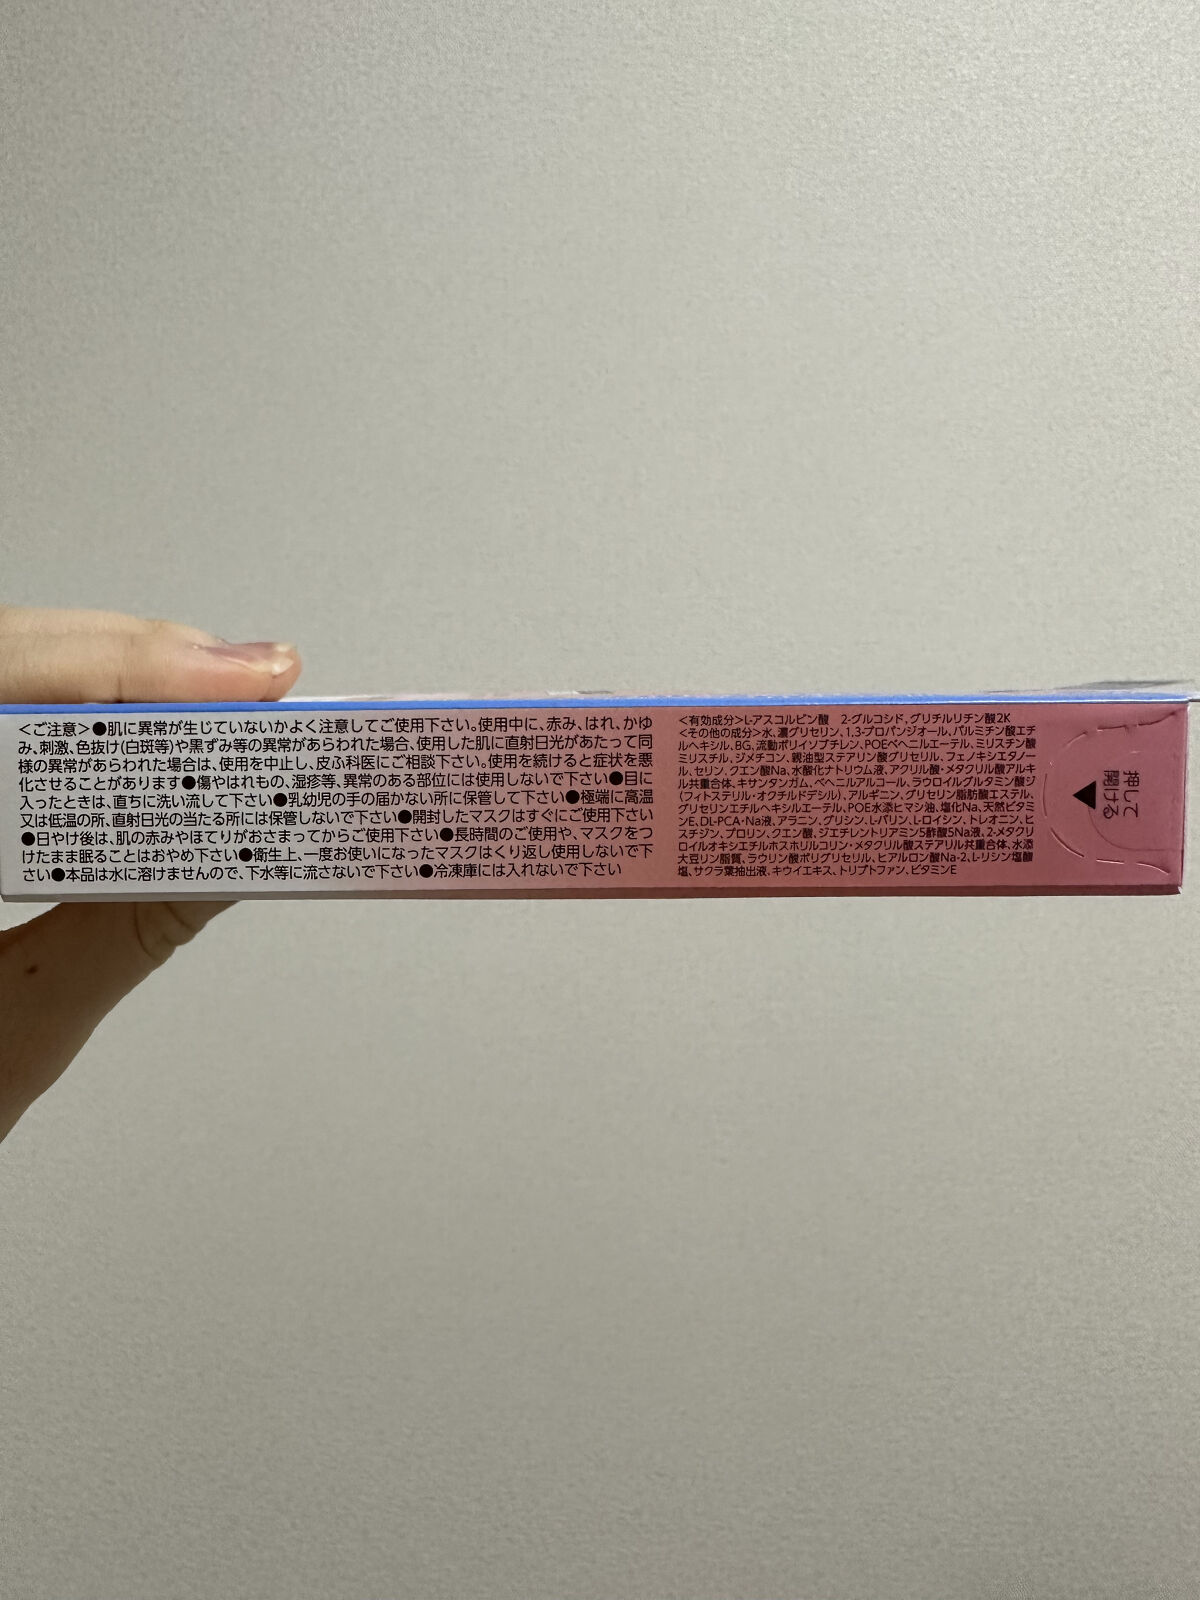 ＜ご注意＞●肌に異常が生じていないかよく注意してご使用下さい。使用中に、赤み、はれ、かゆ
み、刺激、色抜け(白斑等)や黒ずみ等の異常があらわれた場合、使用した肌に直射日光があたって同
様の異常があらわれた場合は、使用を中止し、皮ふ科医にご相談下さい。使用を続けると症状を悪
化させることがあります●傷やはれもの、湿疹等、異常のある部位には使用しないで下さい●目に
入ったときは、直ちに洗い流して下さい●乳幼児の手の届かない所に保管して下さい●極端に高温
又は低温の所、直射日光の当たる所には保管しないで下さい●開封したマスクはすぐにご使用下さい
●日やけ後は、肌の赤みやほてりがおさまってからご使用下さい●長時間のご使用や、マスクをつ
けたまま眠ることはおやめ下さい●衛生上、一度お使いになったマスクはくり返し使用しないで下
さい●本品は水に溶けませんので、下水等に流さないで下さい●冷凍庫には入れないで下さい
＜有効成分＞L-アスコルビン酸　2-グルコシド、グリチルリチン酸2K
＜その他の成分＞水、濃グリセリン、1,3-プロパンジオール、パルミチン酸エチ
ルヘキシル、BG、流動ポリイソブチレン、POEベヘニルエーテル、ミリスチン酸
ミリスチル、ジメチコン、親油型ステアリン酸グリセリル、フェノキシエタノー
ル、セリン、クエン酸Na、水酸化ナトリウム液、アクリル酸・メタクリル酸アルキ
ル共重合体、キサンタンガム、ベヘニルアルコール、ラウロイルグルタミン酸ジ
(フィトステリル・オクチルドデシル)、アルギニン、グリセリン脂肪酸エステル、
グリセリンエチルヘキシルエーテル、POE水添ヒマシ油、塩化Na、天然ビタミ
ンE、DL-PCA・Na液、アラニン、グリシン、L-バリン、L-ロイシン、トレオニン、ヒ
スチジン、プロリン、クエン酸、ジエチレントリアミン5酢酸5Na液、2-メタクリ
ロイルオキシエチルホスホリルコリン・メタクリル酸ステアリル共重合体、水添
大豆リン脂質、ラウリン酸ポリグリセリル、ヒアルロン酸Na-2、L-リシン塩酸
塩、サクラ葉抽出液、キウイエキス、トリプトファン、ビタミンE
押して
開ける